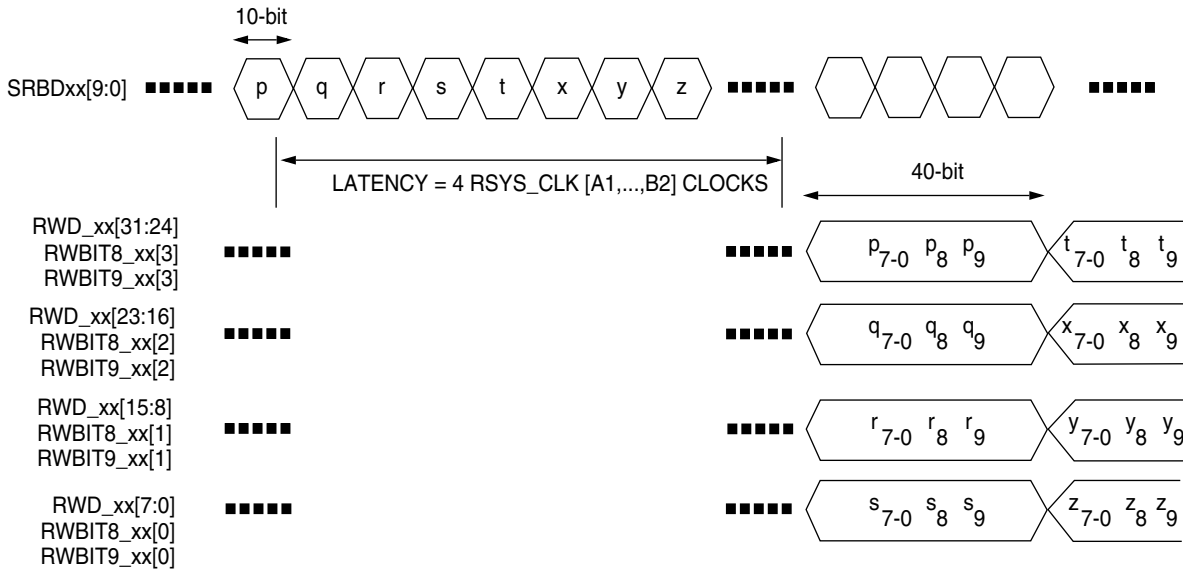 10-bit
SRBDxx[9:0] p q r s t x y z
LATENCY = 4 RSYS_CLK [A1,...,B2] CLOCKS
40-bit
RWD_xx[31:24]
RWBIT8_xx[3] p7-0 p8 p9 t7-0 t8 t9
RWBIT9_xx[3]
RWD_xx[23:16]
RWBIT8_xx[2] q7-0 q8 q9 x7-0 x8 x9
RWBIT9_xx[2]
RWD_xx[15:8]
RWBIT8_xx[1] r7-0 r8 r9 y7-0 y8 y9
RWBIT9_xx[1]
RWD_xx[7:0] s7-0 s8 s9 z7-0 z8 z9
RWBIT8_xx[0]
RWBIT9_xx[0]